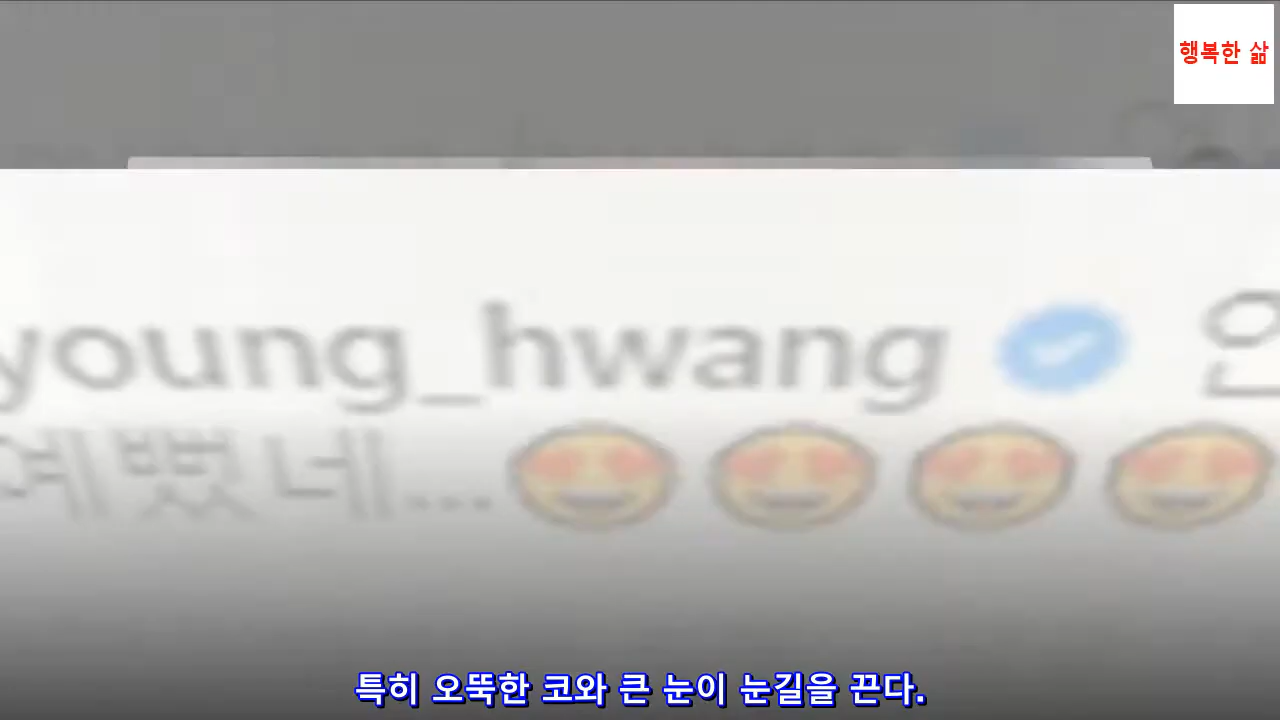 행복한 삶
young_hwang
예뻤네...😍😍😍😍
특히 오뚝한 코와 큰 눈이 눈길을 끈다.